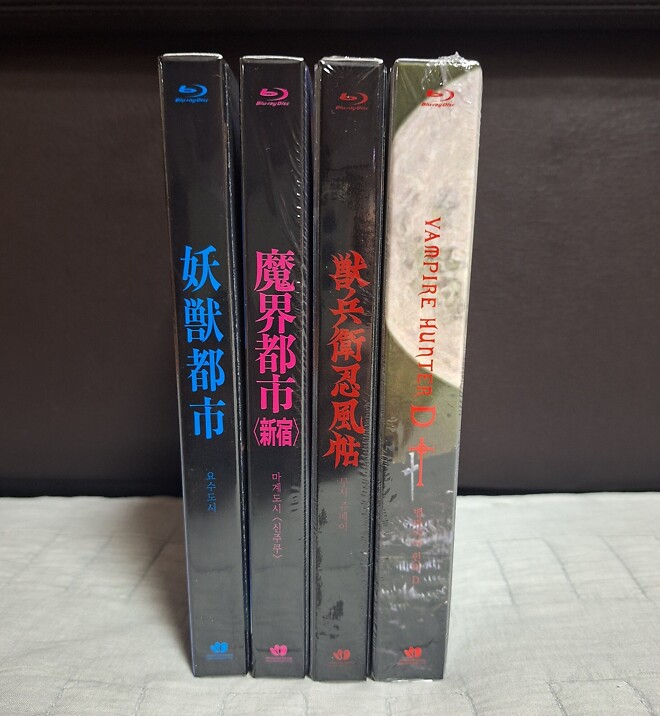 Blu-ray Disc
妖獣都市
요수도시
Blu-ray Disc
魔界都市
〈新宿〉
마계도시 〈신주쿠〉
Blu-ray Disc
獣兵衛忍風帖
Blu-ray Disc
VAMPIRE HUNTER D